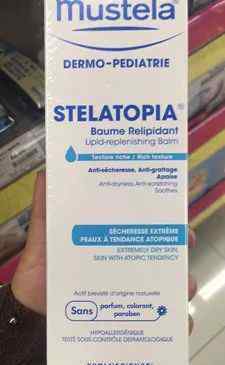 mustela
DERMO-PEDIATRIE
STELATOPIA®
Baume Relipidant
Lipid-replenishing Balm
Texture riche / Rich texture
Anti-sécheresse, Anti-grattage
Apaise
Anti-dryness Anti-scratching
Soothes
SÉCHERESSE EXTRÊME
PEAUX À TENDANCE ATOPIQUE
EXTREMELY DRY SKIN,
SKIN WITH ATOPIC TENDENCY
Actif breveté d'origine naturelle
Sans parfum, colorant,
paraben
HYPOALLERGÉNIQUE
TESTÉ SOUS CONTRÔLE DERMATOLOGIQUE